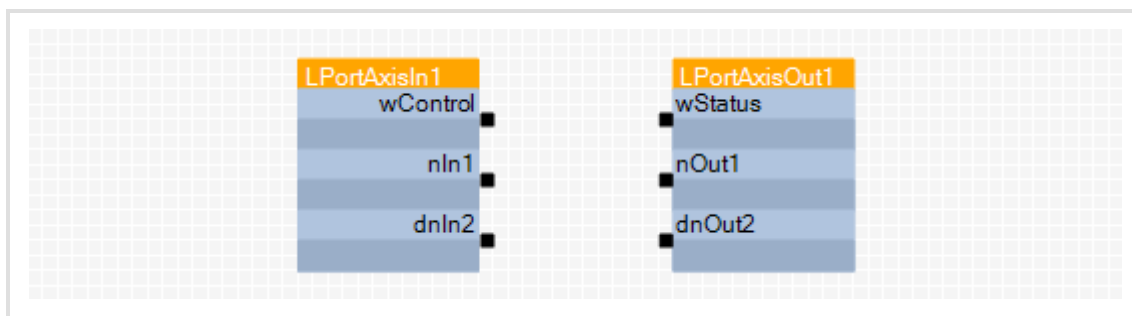 LPortAxisIn1
wControl
nIn1
dnIn2
LPortAxisOut1
wStatus
nOut1
dnOut2